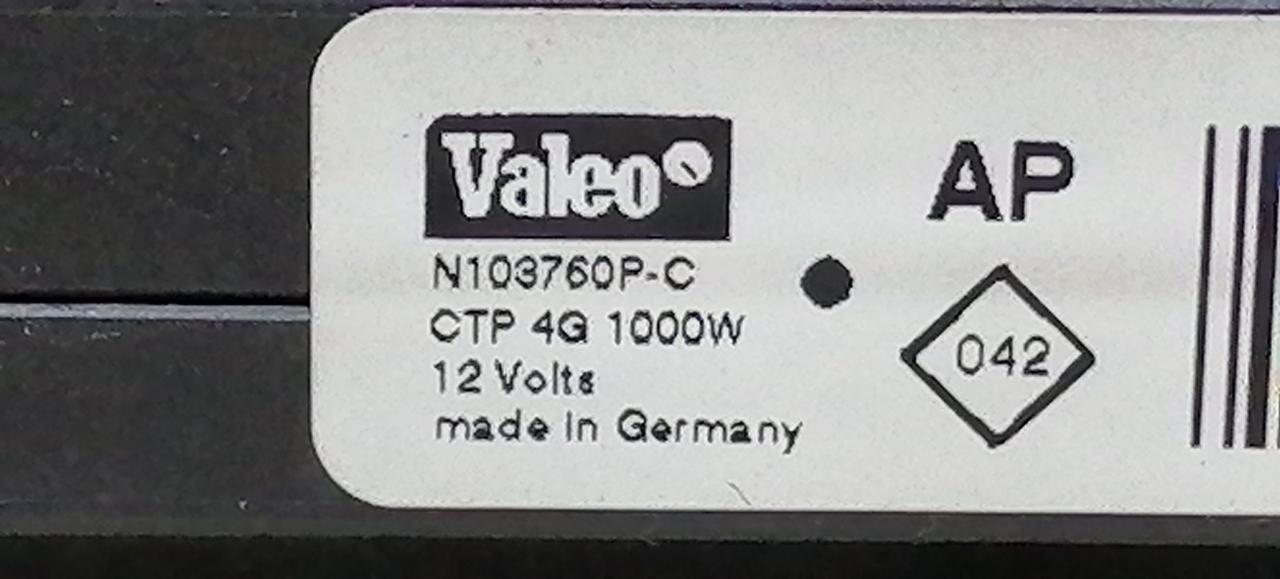 Valeo
N103760P-C
CTP 4G 1000W
12 Volts
made in Germany
AP
042